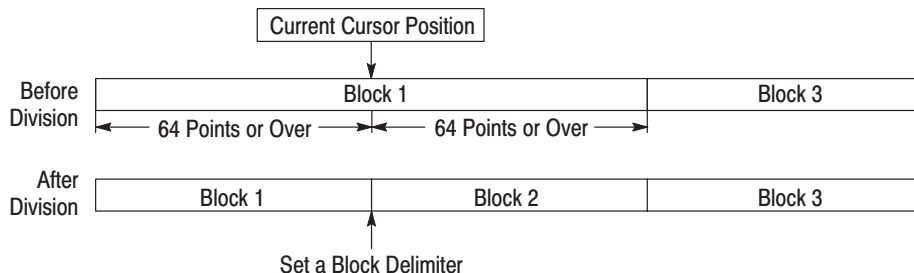 Current Cursor Position
Before
Division
Block 1
Block 3
64 Points or Over
64 Points or Over
After
Division
Block 1
Block 2
Block 3
Set a Block Delimiter